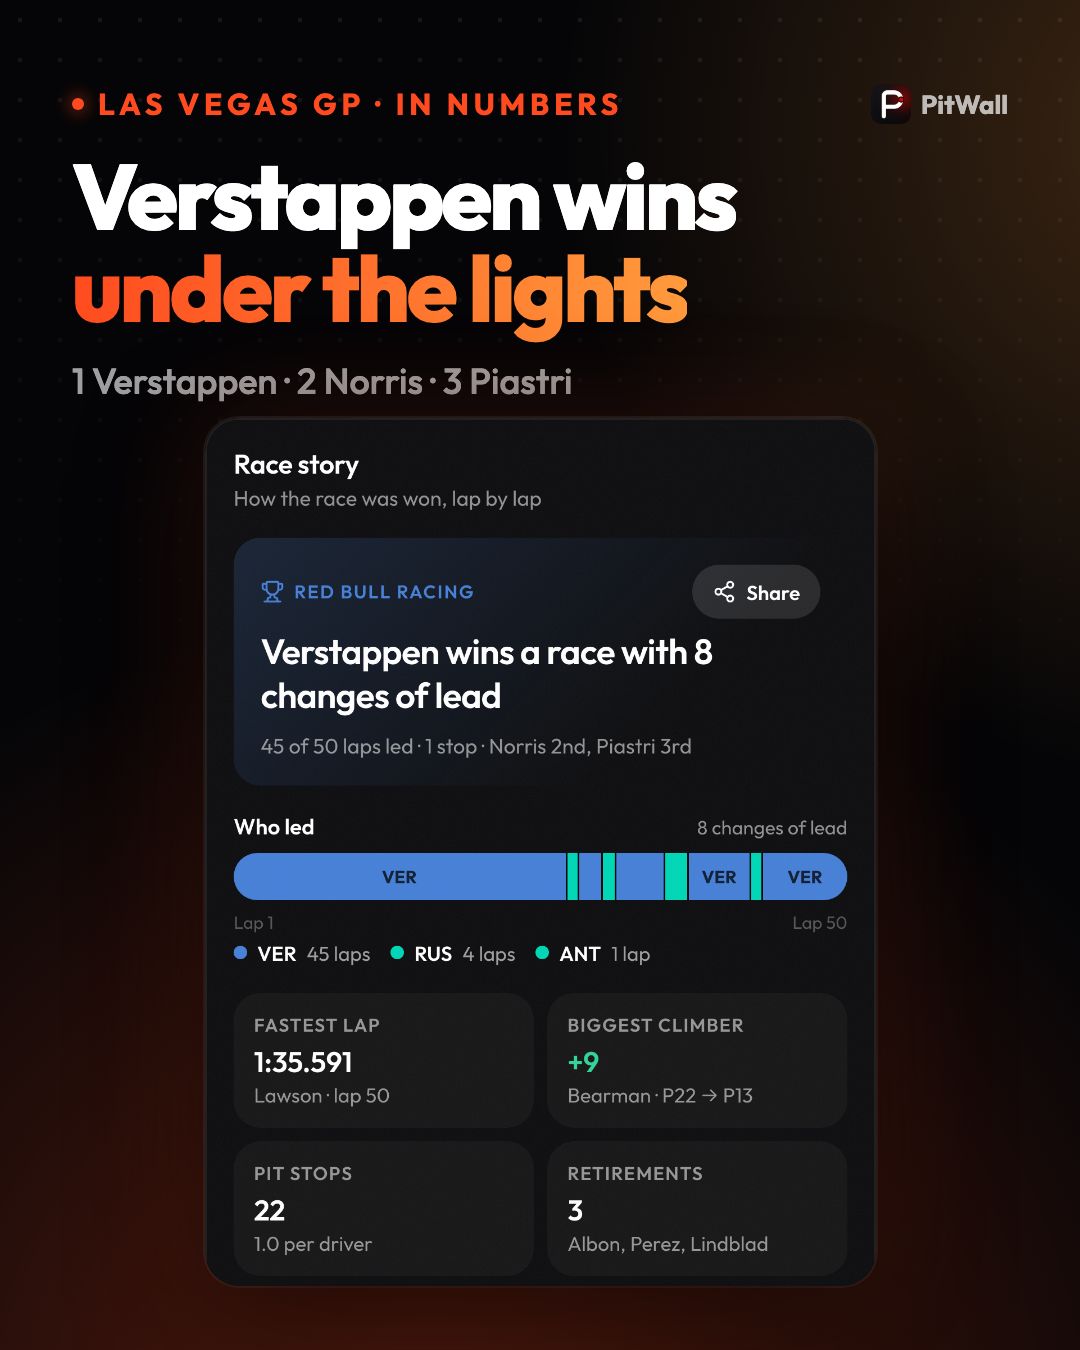 LAS VEGAS GP · IN NUMBERS
PitWall
Verstappen wins
under the lights
1 Verstappen · 2 Norris · 3 Piastri
Race story
How the race was won, lap by lap
RED BULL RACING
Share
Verstappen wins a race with 8
changes of lead
45 of 50 laps led · 1 stop · Norris 2nd, Piastri 3rd
Who led
8 changes of lead
VER
VER
VER
Lap 1
Lap 50
VER 45 laps
RUS 4 laps
ANT 1 lap
FASTEST LAP
1:35.591
Lawson · lap 50
BIGGEST CLIMBER
+9
Bearman · P22 → P13
PIT STOPS
22
1.0 per driver
RETIREMENTS
3
Albon, Perez, Lindblad